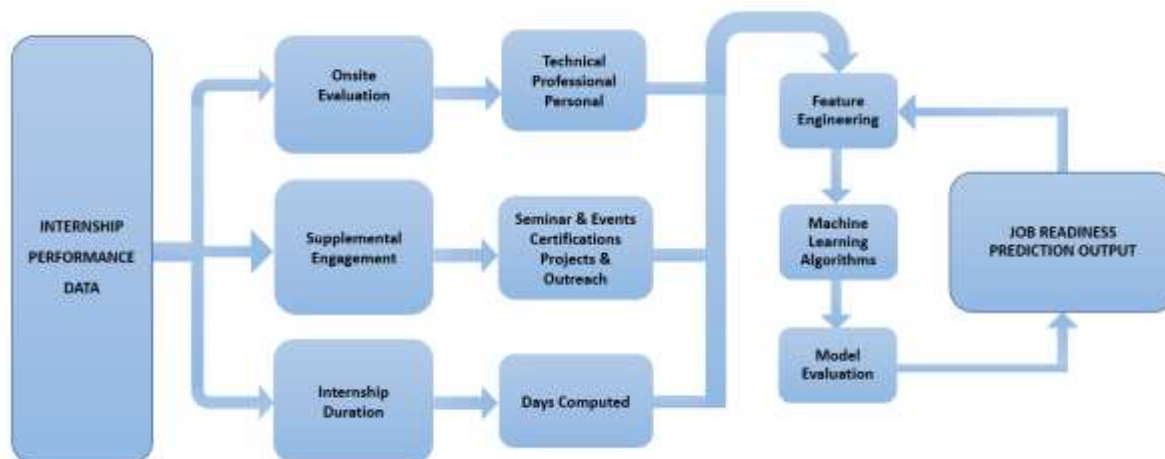 INTERNSHIP
PERFORMANCE
DATA
Onsite
Evaluation
Technical
Professional
Personal
Supplemental
Engagement
Seminar & Events
Certifications
Projects &
Outreach
Internship
Duration
Days Computed
Feature
Engineering
Machine
Learning
Algorithms
Model
Evaluation
JOB READINESS
PREDICTION OUTPUT